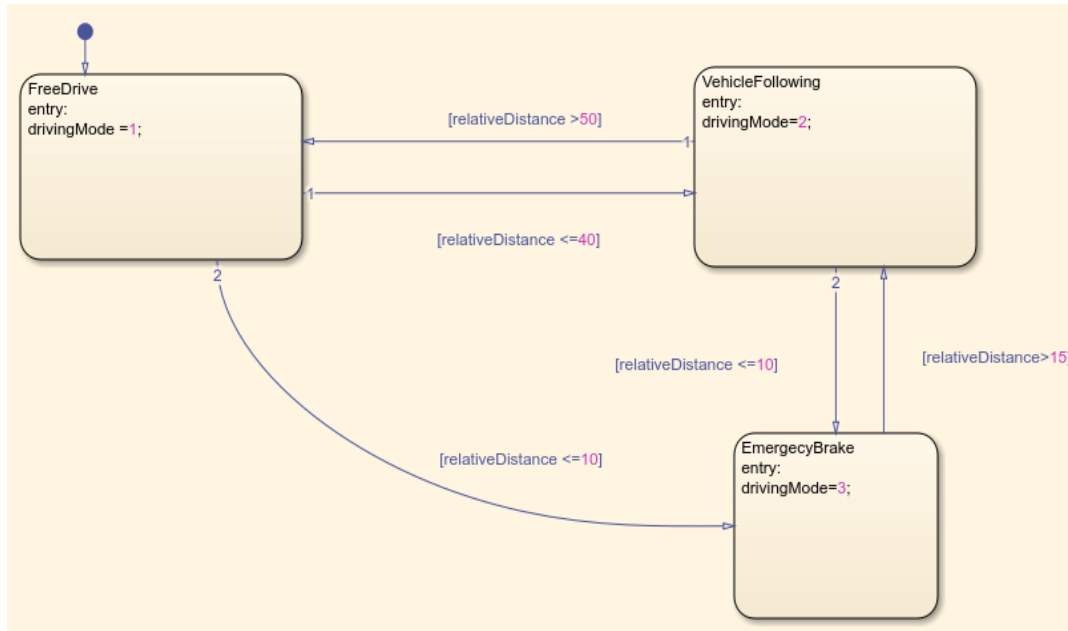 FreeDrive
entry:
drivingMode =1;
VehicleFollowing
entry:
drivingMode=2;
[relativeDistance >50]
1
1
[relativeDistance <=40]
2
2
[relativeDistance <=10]
[relativeDistance>15]
[relativeDistance <=10]
EmergecyBrake
entry:
drivingMode=3;